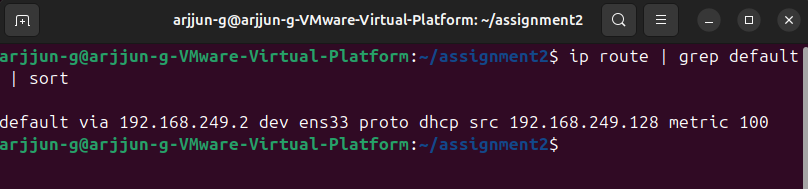 arjjun-g@arjjun-g-VMware-Virtual-Platform: ~/assignment2
arjjun-g@arjjun-g-VMware-Virtual-Platform:~/assignment2$ ip route | grep default
 | sort
default via 192.168.249.2 dev ens33 proto dhcp src 192.168.249.128 metric 100
arjjun-g@arjjun-g-VMware-Virtual-Platform:~/assignment2$